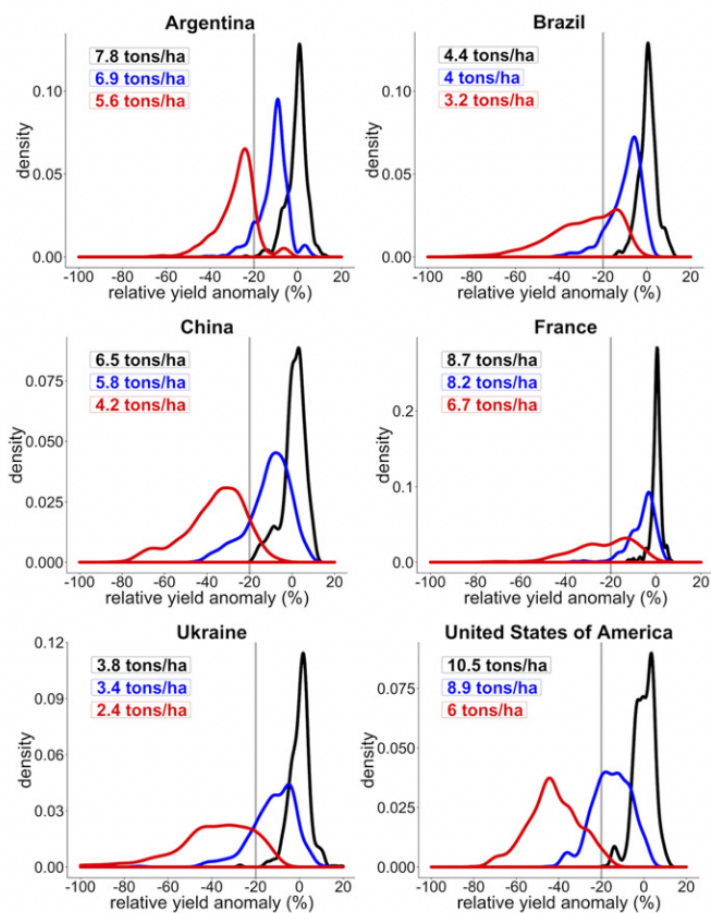 Argentina
7.8 tons/ha
6.9 tons/ha
5.6 tons/ha
0.10
0.05
0.00
density
-100 -80 -60 -40 -20 0 20
relative yield anomaly (%)
Brazil
4.4 tons/ha
4 tons/ha
3.2 tons/ha
0.10
0.05
0.00
density
-100 -80 -60 -40 -20 0 20
relative yield anomaly (%)
China
6.5 tons/ha
5.8 tons/ha
4.2 tons/ha
0.075
0.050
0.025
0.000
density
-100 -80 -60 -40 -20 0 20
relative yield anomaly (%)
France
8.7 tons/ha
8.2 tons/ha
6.7 tons/ha
0.2
0.1
0.0
density
-100 -80 -60 -40 -20 0 20
relative yield anomaly (%)
Ukraine
3.8 tons/ha
3.4 tons/ha
2.4 tons/ha
0.12
0.09
0.06
0.03
0.00
density
-100 -80 -60 -40 -20 0 20
relative yield anomaly (%)
United States of America
10.5 tons/ha
8.9 tons/ha
6 tons/ha
0.075
0.050
0.025
0.000
density
-100 -80 -60 -40 -20 0 20
relative yield anomaly (%)